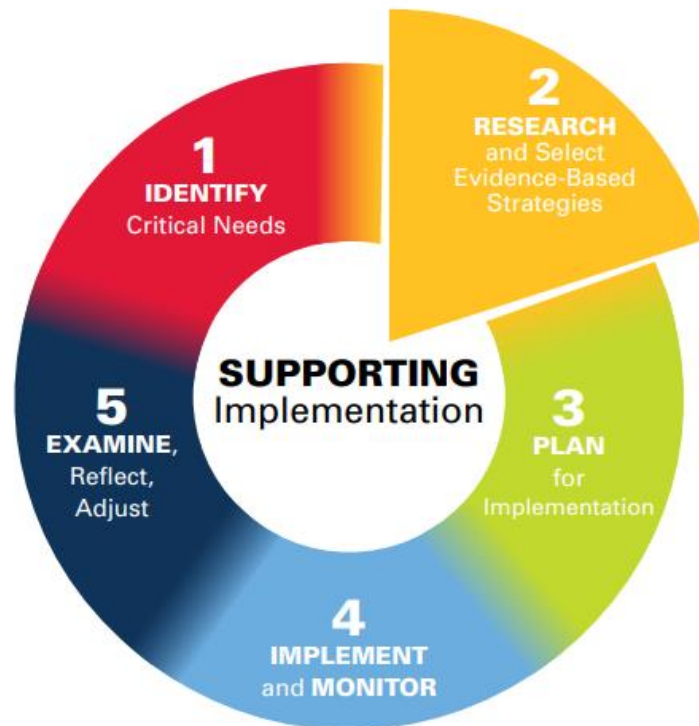 1
IDENTIFY
Critical Needs
2
RESEARCH
and Select
Evidence-Based
Strategies
3
PLAN
for
Implementation
4
IMPLEMENT
and MONITOR
5
EXAMINE,
Reflect,
Adjust
SUPPORTING
Implementation